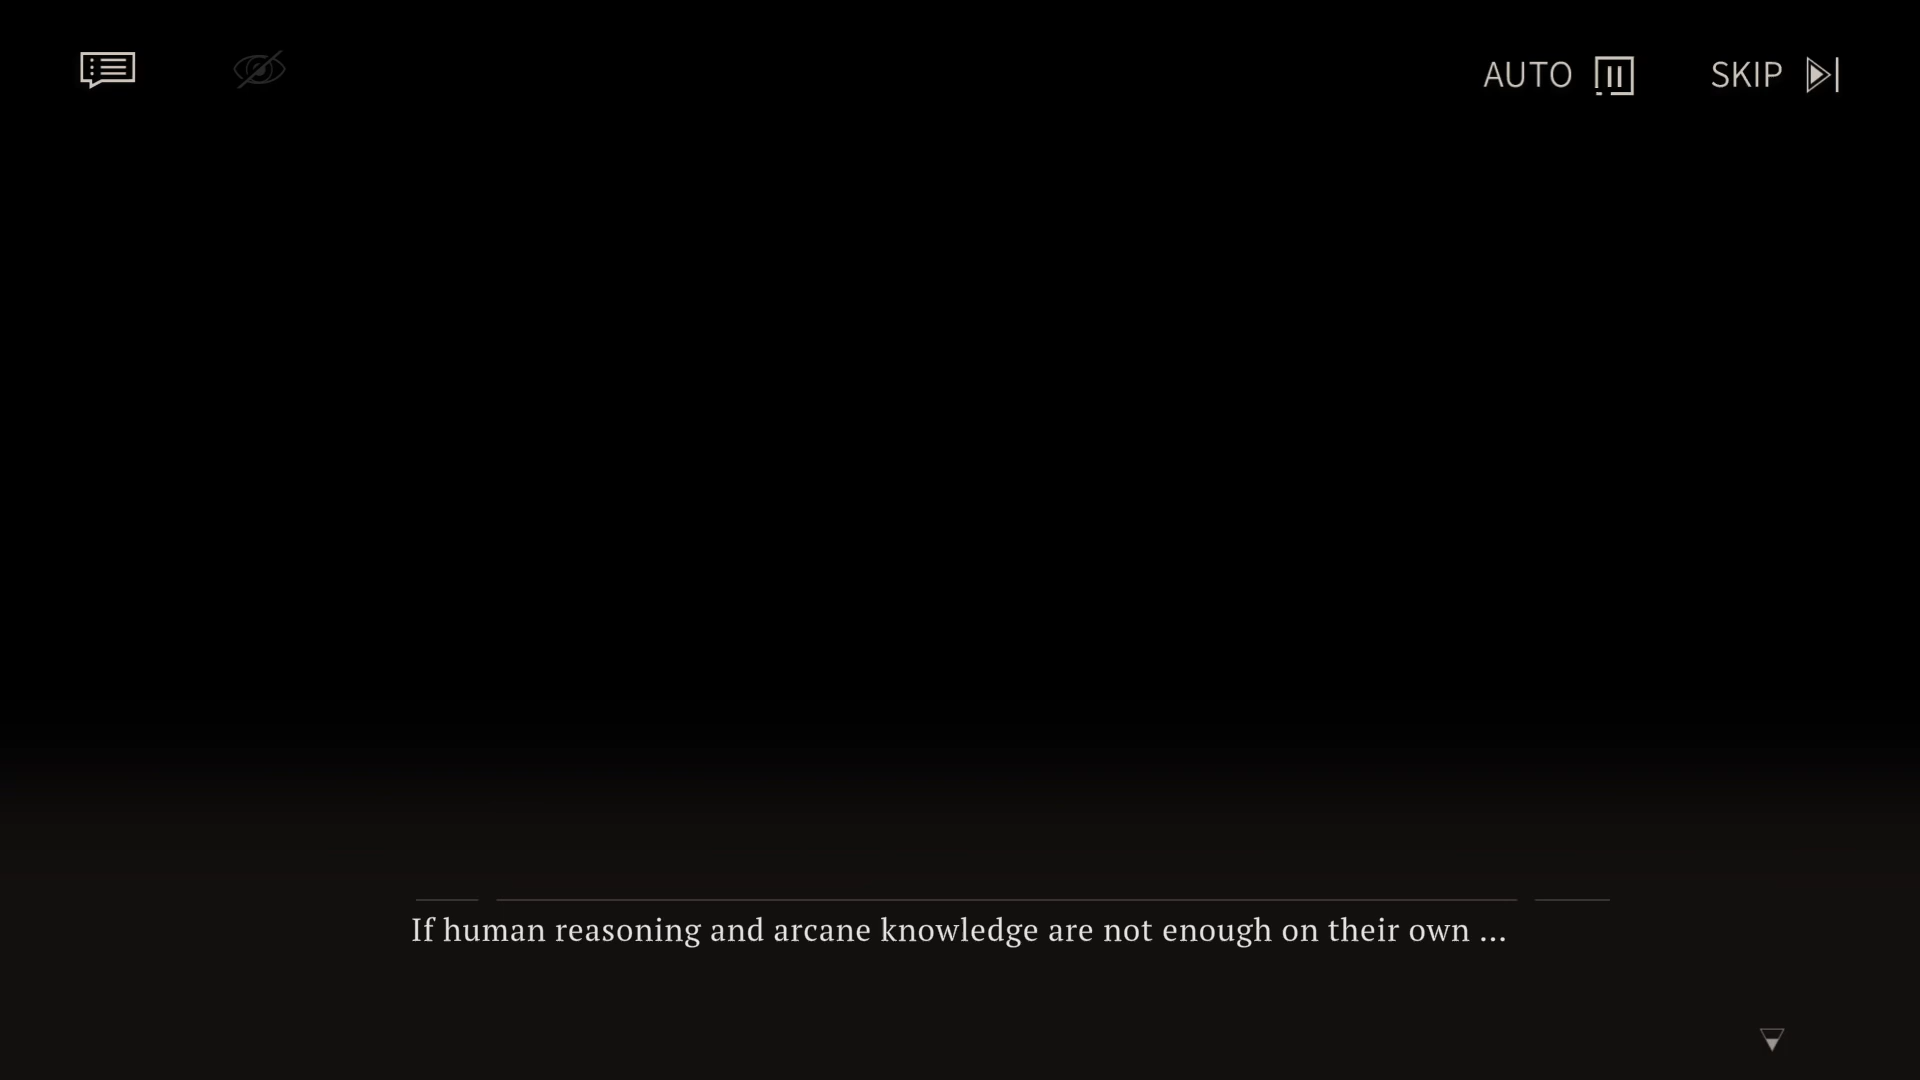 AUTO
SKIP
If human reasoning and arcane knowledge are not enough on their own ...